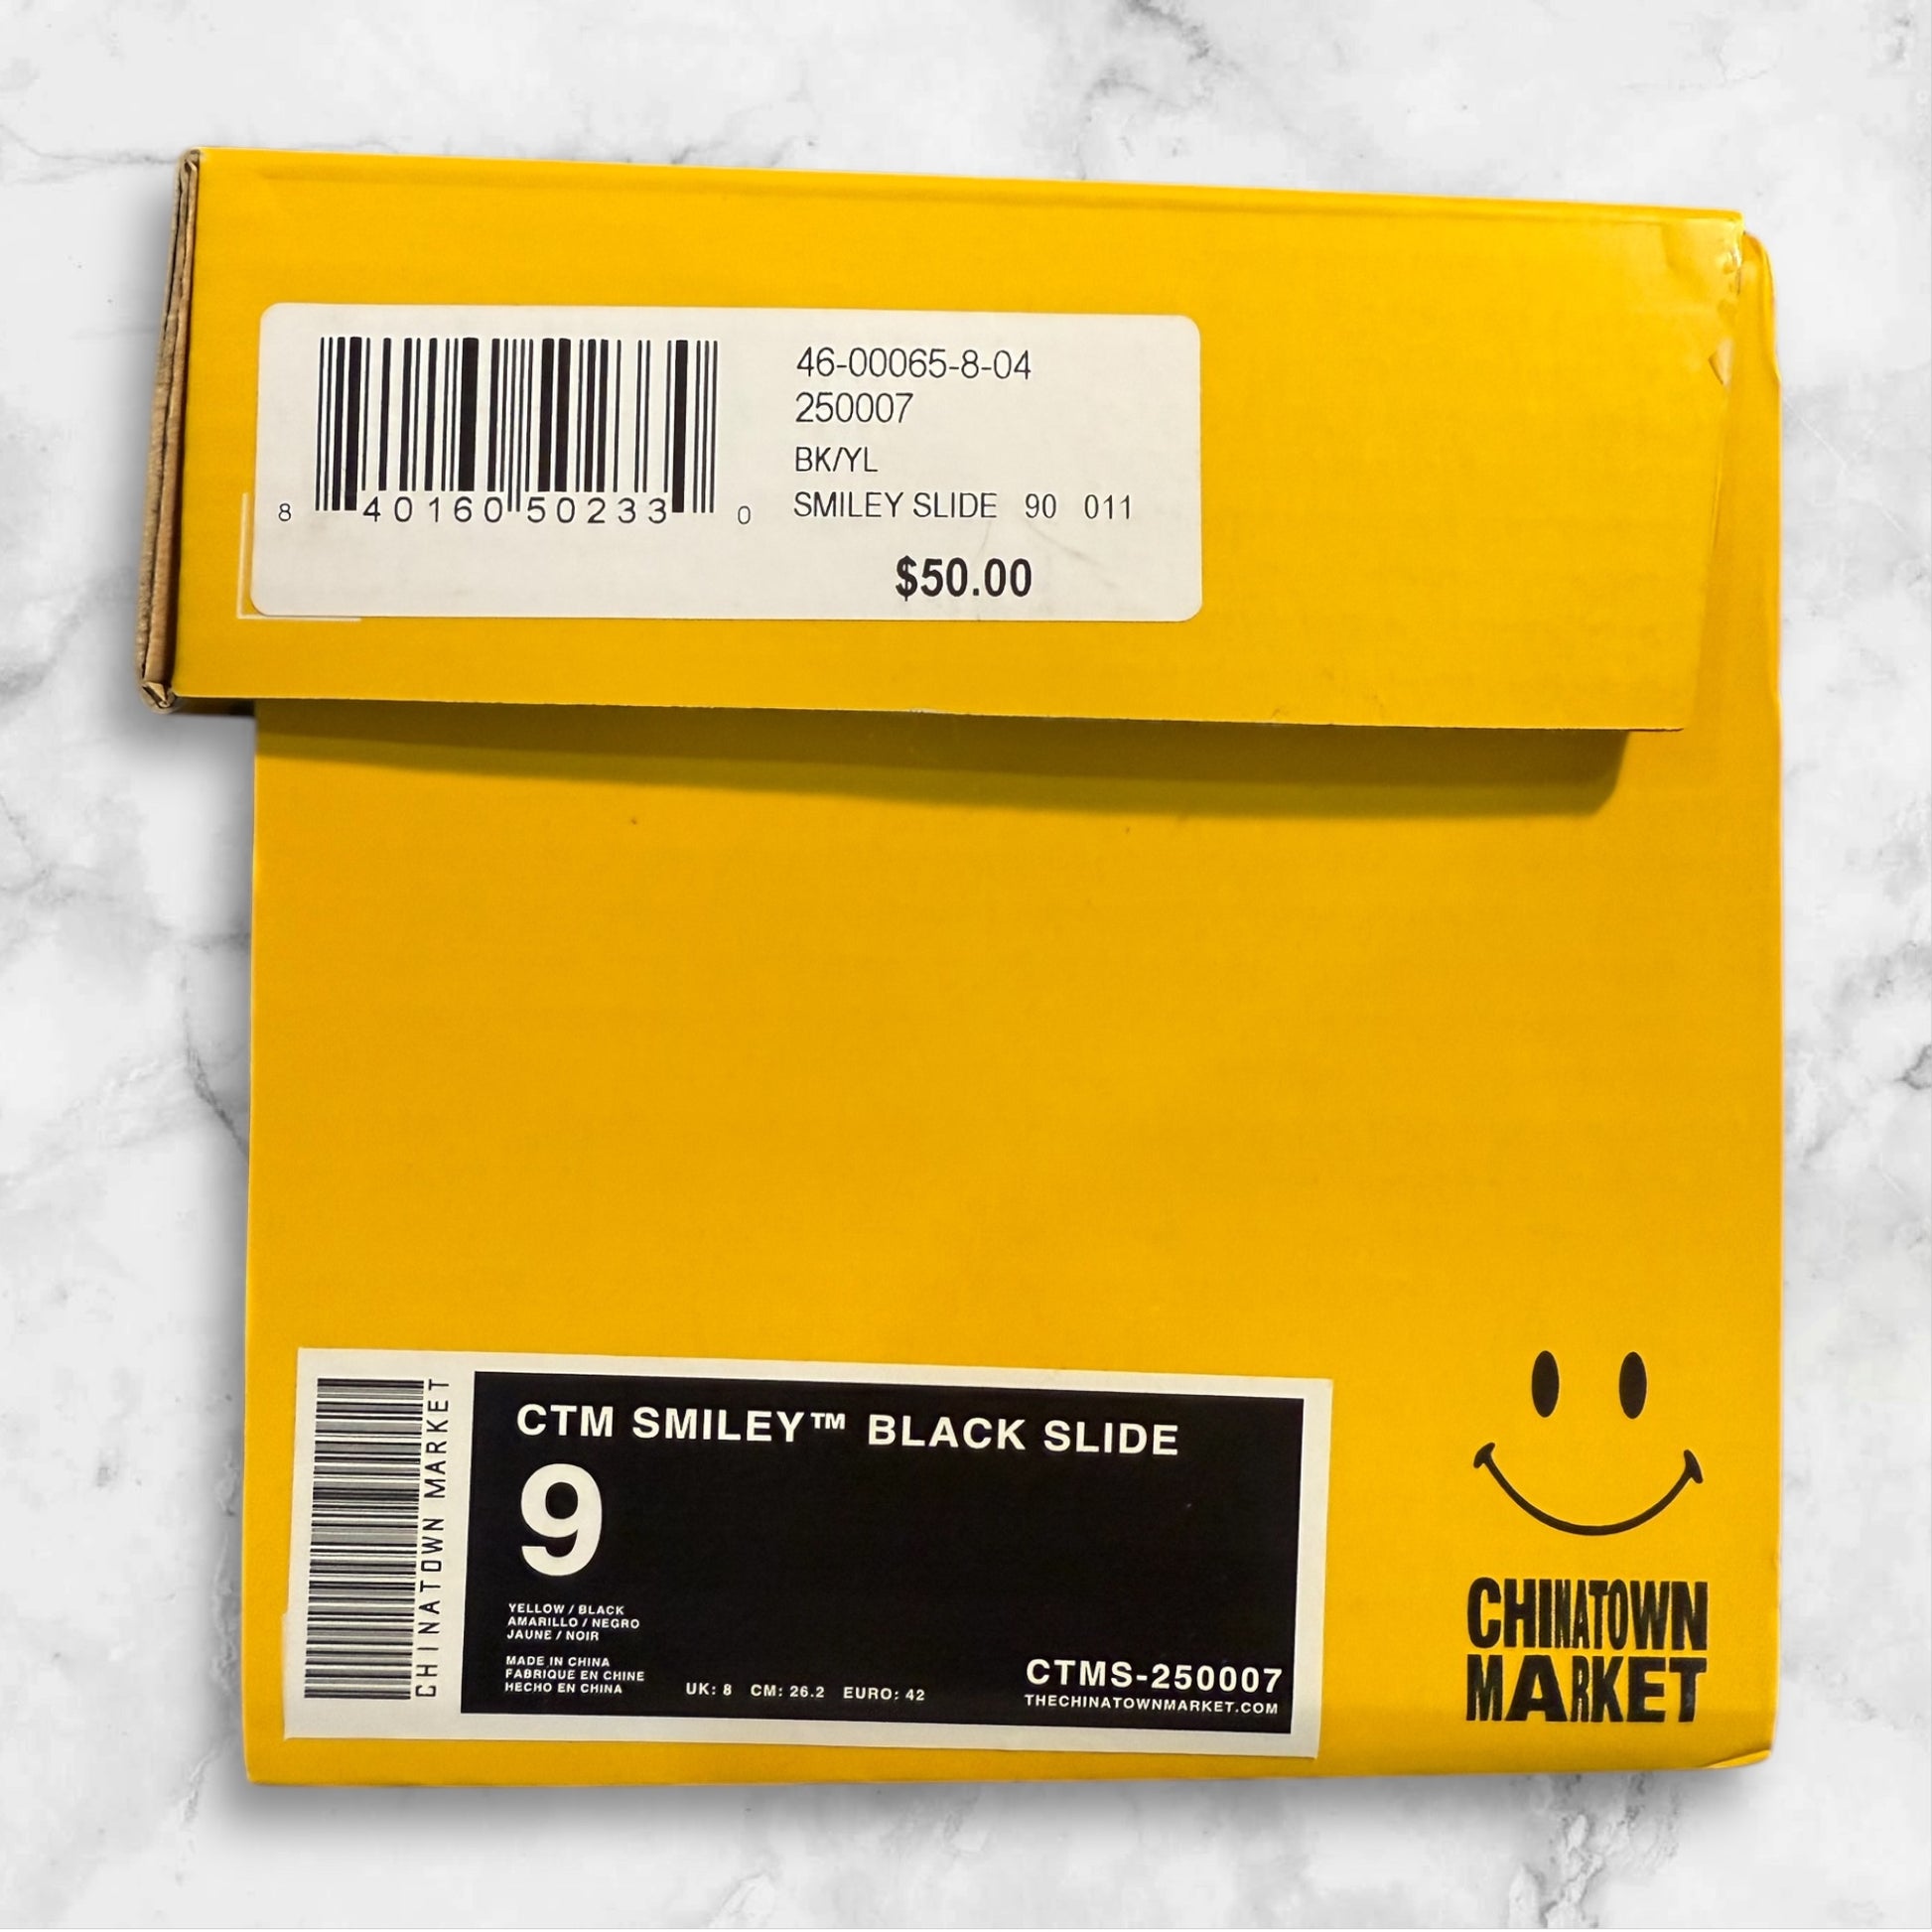 46-00065-8-04
250007
BK/YL
SMILEY SLIDE 90 011
$50.00
8 40160 50233 0
CHINATOWN MARKET
CTM SMILEY™ BLACK SLIDE
9
YELLOW / BLACK
AMARILLO / NEGRO
JAUNE / NOIR
MADE IN CHINA
FABRIQUE EN CHINE
HECHO EN CHINA
UK: 8 CM: 26.2 EURO: 42
CTMS-250007
THECHINATOWNMARKET.COM
CHINATOWN
MARKET